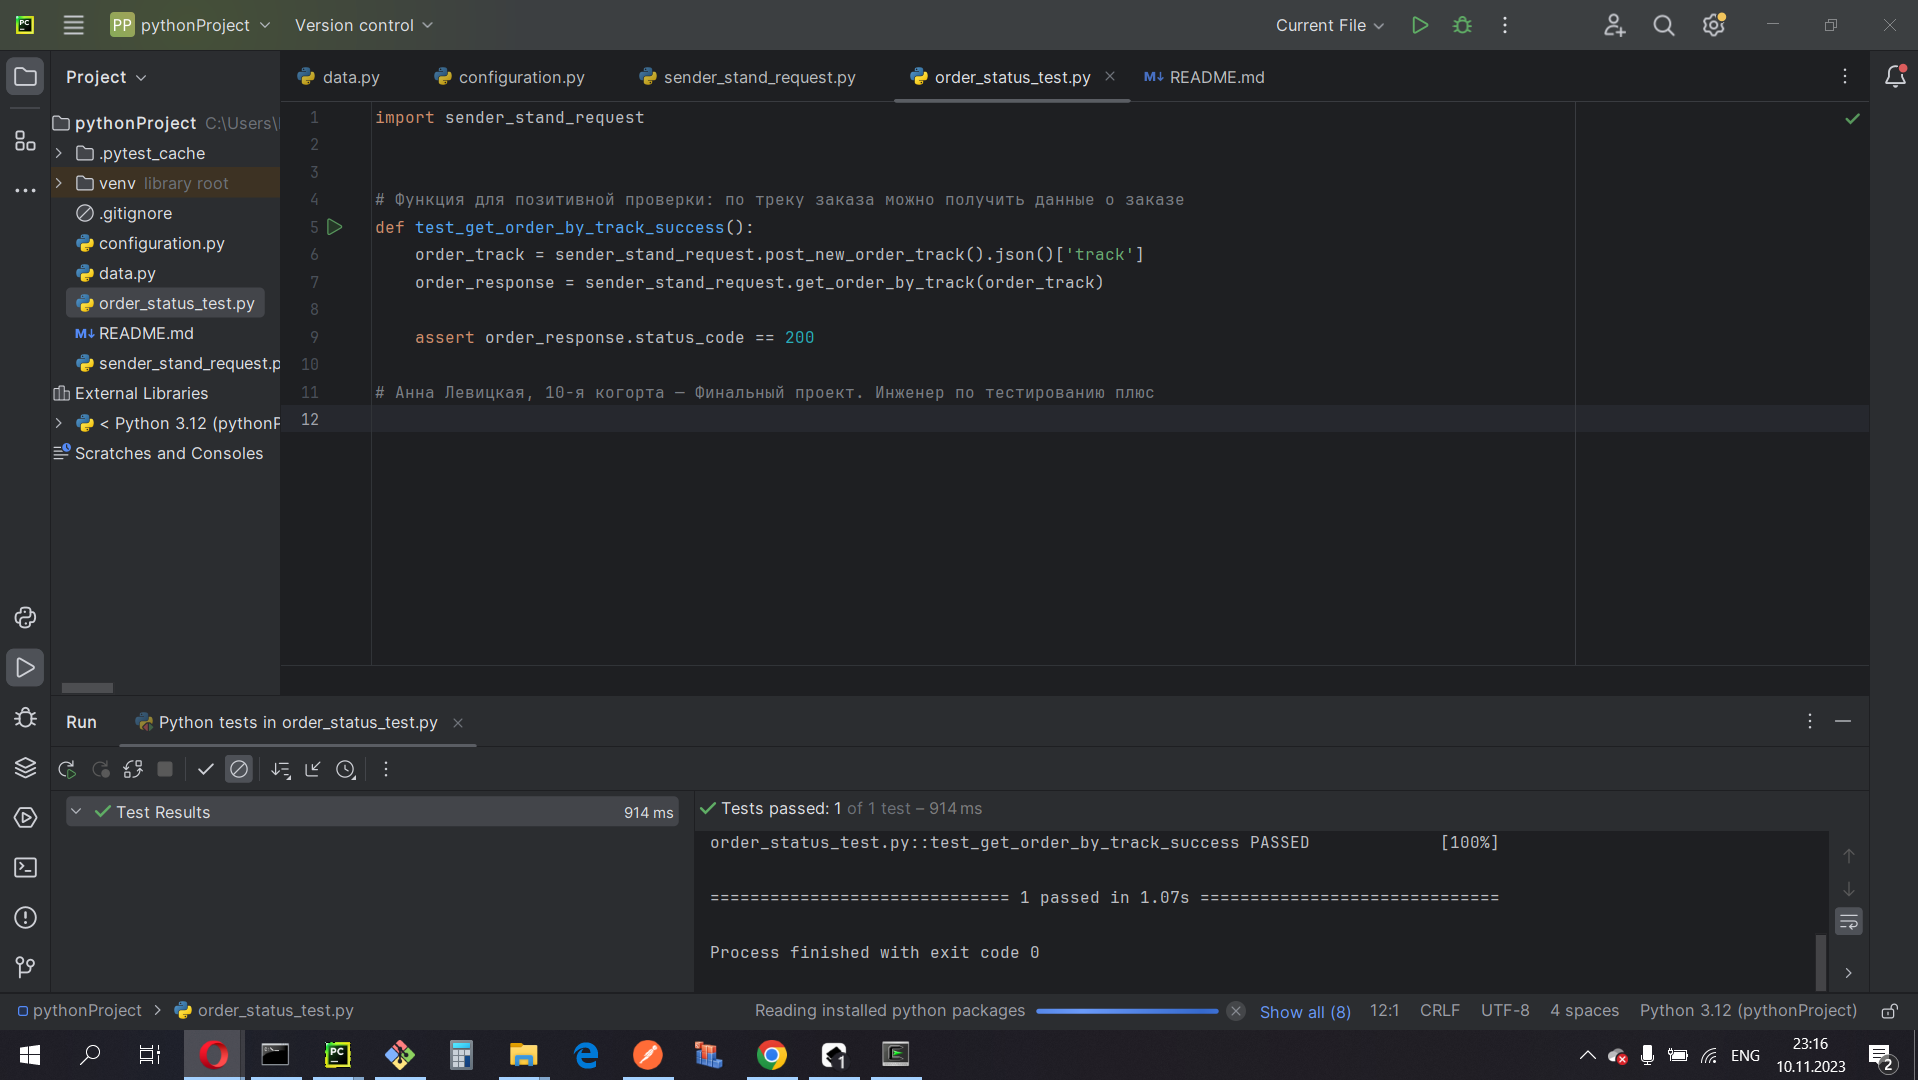 PP pythonProject Version control Current File
Project
data.py configuration.py sender_stand_request.py order_status_test.py M↓ README.md
pythonProject C:\Users\
.pytest_cache
venv library root
.gitignore
configuration.py
data.py
order_status_test.py
M↓ README.md
sender_stand_request.p
External Libraries
< Python 3.12 (pythonP
Scratches and Consoles
1 import sender_stand_request
2
3
4 # Функция для позитивной проверки: по треку заказа можно получить данные о заказе
5 def test_get_order_by_track_success():
6 order_track = sender_stand_request.post_new_order_track().json()['track']
7 order_response = sender_stand_request.get_order_by_track(order_track)
8
9 assert order_response.status_code == 200
10
11 # Анна Левицкая, 10-я когорта — Финальный проект. Инженер по тестированию плюс
12
Run Python tests in order_status_test.py
Test Results 914 ms
Tests passed: 1 of 1 test – 914 ms
order_status_test.py::test_get_order_by_track_success PASSED [100%]
============================== 1 passed in 1.07s ==============================
Process finished with exit code 0
pythonProject > order_status_test.py Reading installed python packages Show all (8) 12:1 CRLF UTF-8 4 spaces Python 3.12 (pythonProject)
PC 1 ENG 23:16
10.11.2023 2